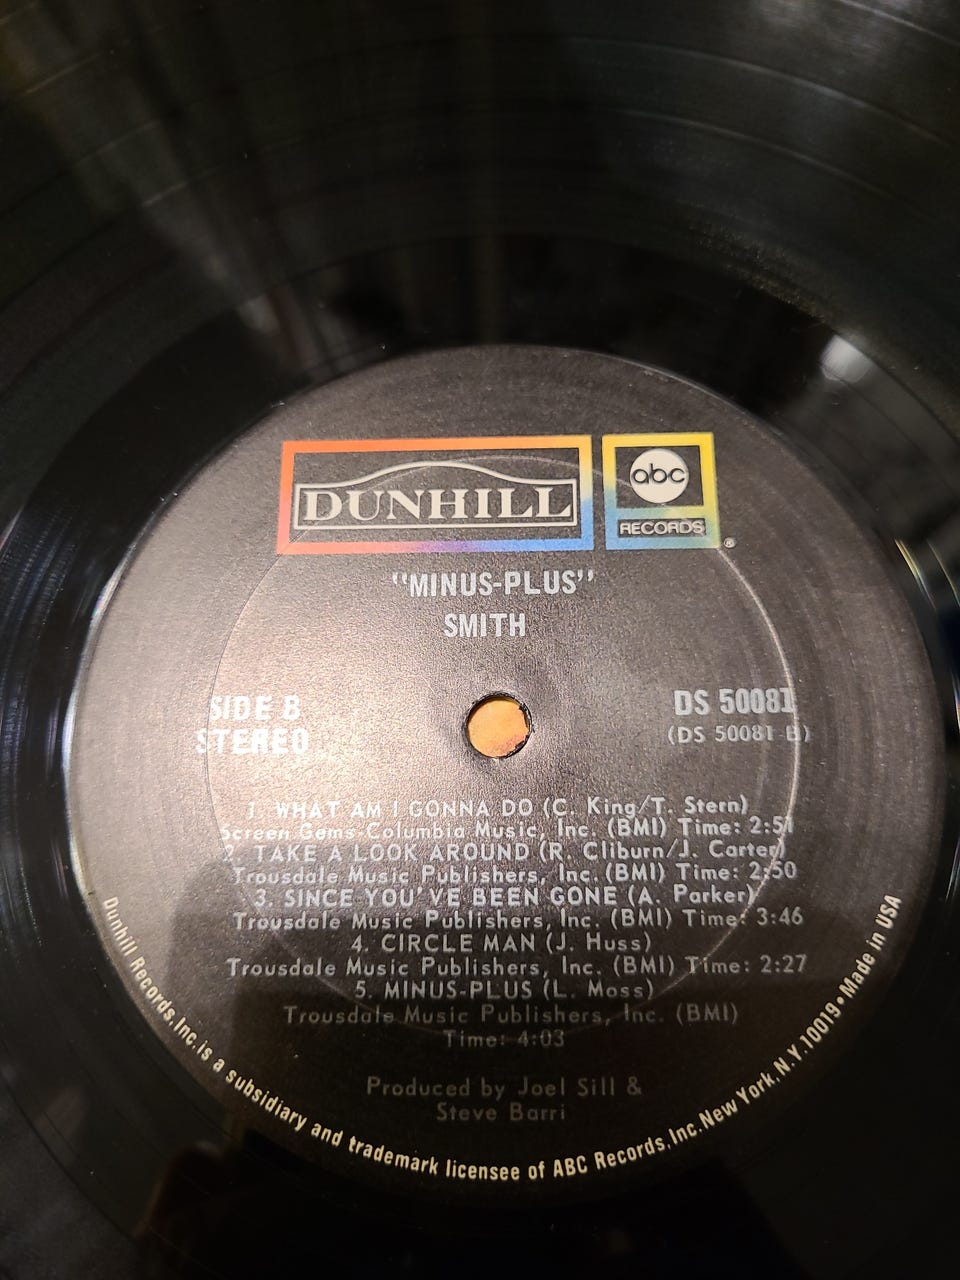 DUNHILL
abc
RECORDS
®
"MINUS-PLUS"
SMITH
SIDE B
STEREO
DS 50081
(DS 50081 B)
1. WHAT AM I GONNA DO (C. King/T. Stern)
Screen Gems-Columbia Music, Inc. (BMI) Time: 2:51
2. TAKE A LOOK AROUND (R. Cliburn/J. Carter)
Trousdale Music Publishers, Inc. (BMI) Time: 2:50
3. SINCE YOU'VE BEEN GONE (A. Parker)
Trousdale Music Publishers, Inc. (BMI) Time: 3:46
4. CIRCLE MAN (J. Huss)
Trousdale Music Publishers, Inc. (BMI) Time: 2:27
5. MINUS-PLUS (L. Moss)
Trousdale Music Publishers, Inc. (BMI)
Time: 4:03
Produced by Joel Sill &
Steve Barri
Dunhill Records, Inc. is a subsidiary and trademark licensee of ABC Records, Inc. New York, N.Y. 10019 • Made in USA